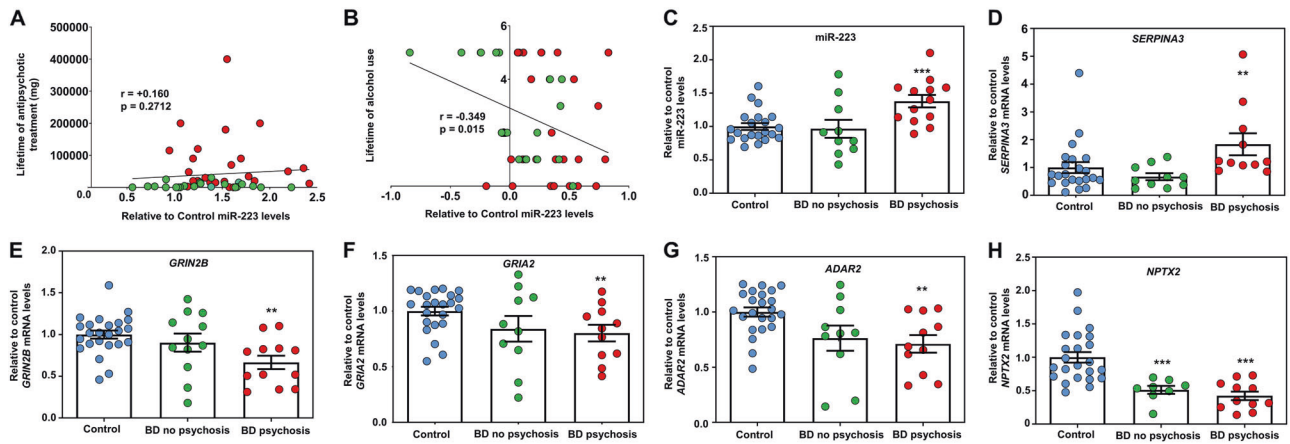 A
Lifetime of antipsychotic
treatment (mg)
500000
400000
300000
200000
100000
0
r = +0.160
p = 0.2712
0.0
0.5
1.0
1.5
2.0
2.5
Relative to Control miR-223 levels
B
Lifetime of alcohol use
6
4
2
r = -0.349
p = 0.015
-1.0
-0.5
0.0
0.5
1.0
Relative to Control miR-223 levels
C
miR-223
Relative to control
miR-223 levels
2.5
2.0
1.5
1.0
0.5
0.0
***
Control
BD no psychosis
BD psychosis
D
SERPINA3
Relative to control
SERPINA3 mRNA levels
6
4
2
0
**
Control
BD no psychosis
BD psychosis
E
GRIN2B
Relative to control
GRIN2B mRNA levels
2.0
1.5
1.0
0.5
0.0
**
Control
BD no psychosis
BD psychosis
F
GRIA2
Relative to control
GRIA2 mRNA levels
1.5
1.0
0.5
0.0
**
Control
BD no psychosis
BD psychosis
G
ADAR2
Relative to control
ADAR2 mRNA levels
1.5
1.0
0.5
0.0
**
Control
BD no psychosis
BD psychosis
H
NPTX2
Relative to control
NPTX2 mRNA levels
2.5
2.0
1.5
1.0
0.5
0.0
***
***
Control
BD no psychosis
BD psychosis